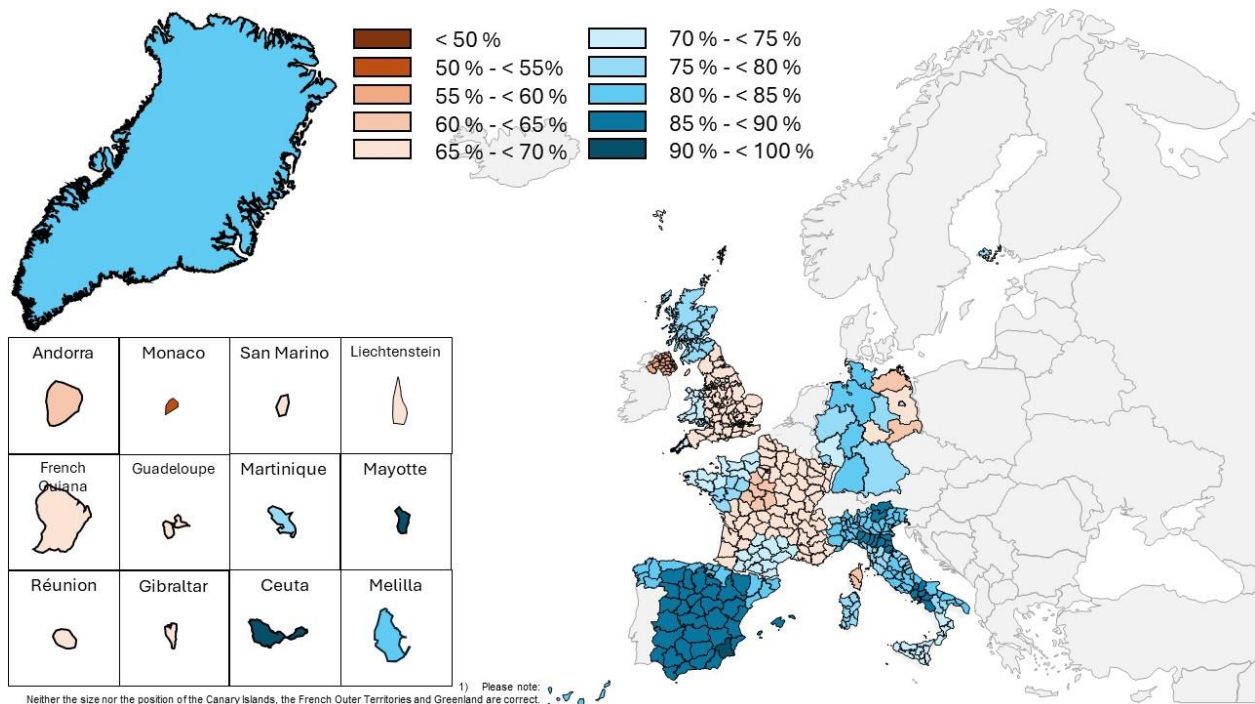 < 50 %
50 % - < 55%
55 % - < 60 %
60 % - < 65 %
65 % - < 70 %
70 % - < 75 %
75 % - < 80 %
80 % - < 85 %
85 % - < 90 %
90 % - < 100 %
Andorra
Monaco
San Marino
Liechtenstein
French
Guiana
Guadeloupe
Martinique
Mayotte
Réunion
Gibraltar
Ceuta
Melilla
1) Please note:
Neither the size nor the position of the Canary Islands, the French Outer Territories and Greenland are correct.